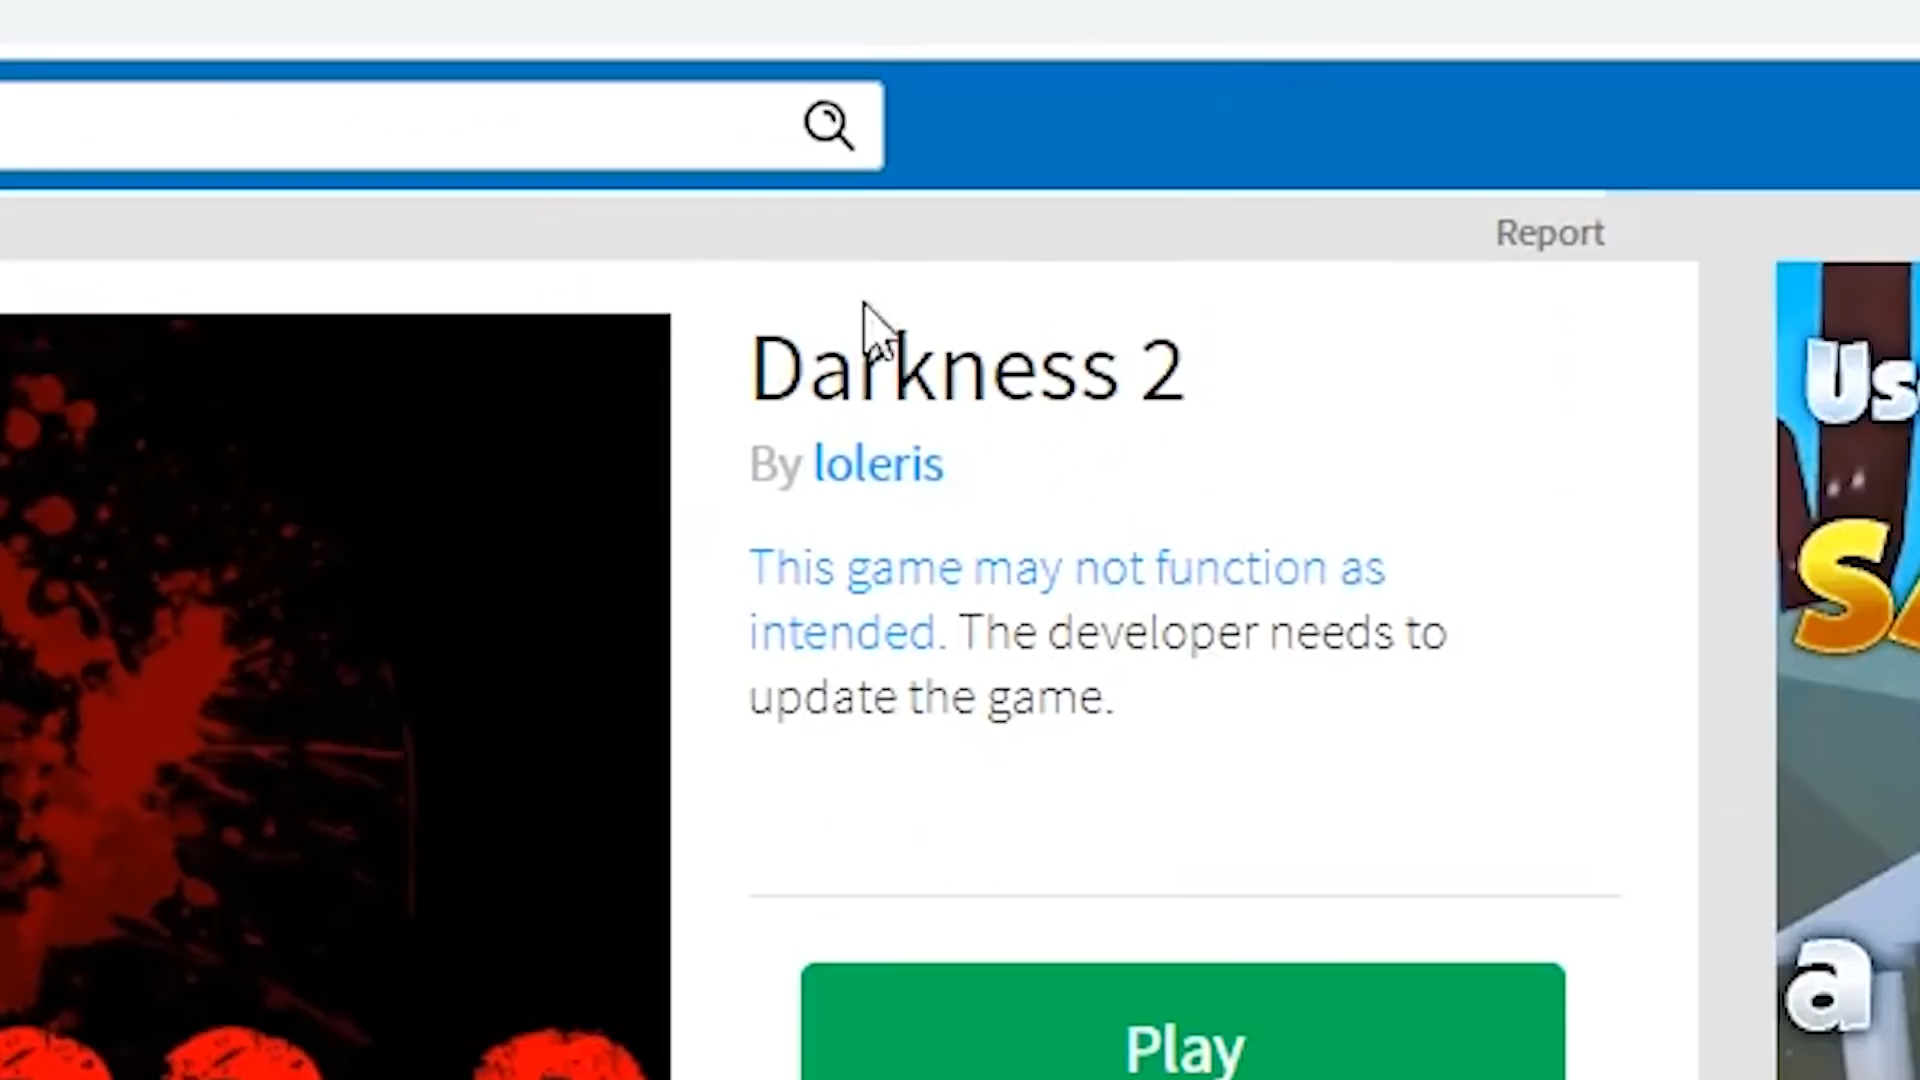 Report
Darkness 2
By loleris
This game may not function as
intended. The developer needs to
update the game.
Play
Us
a